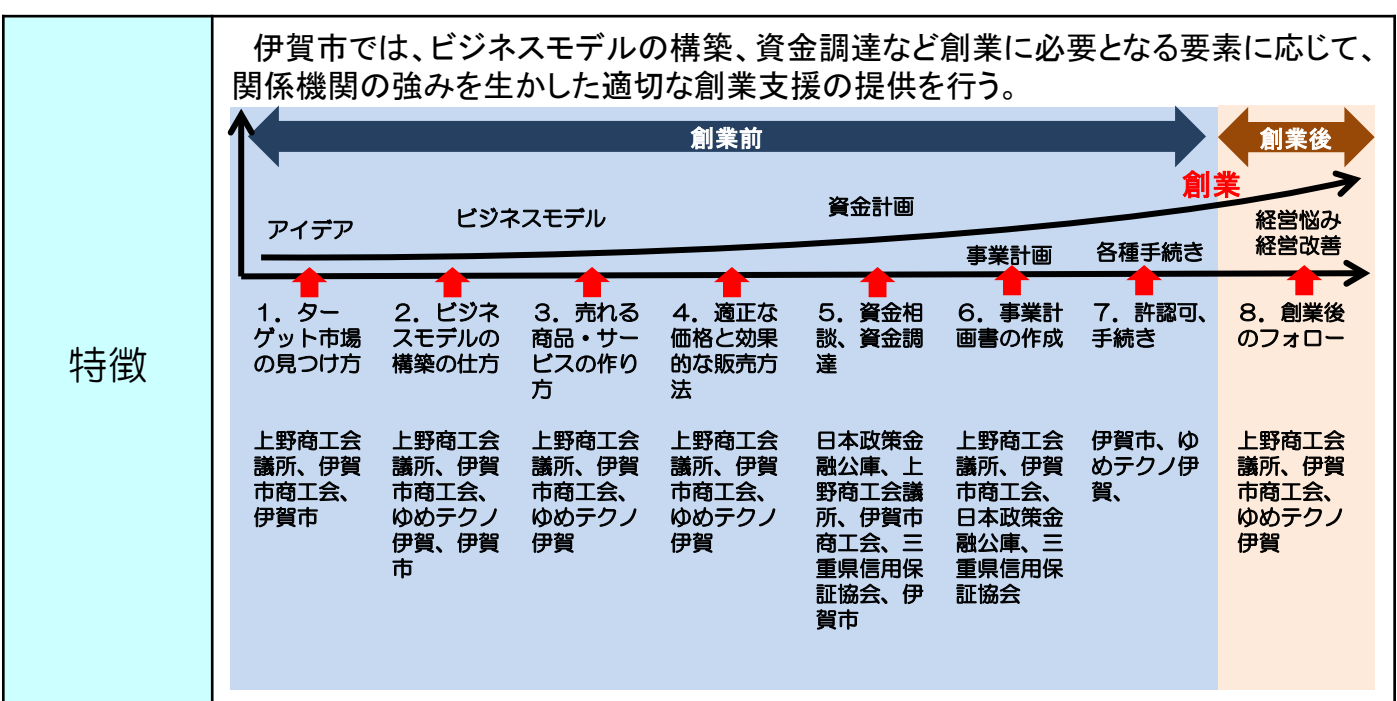 特徴
伊賀市では、ビジネスモデルの構築、資金調達など創業に必要となる要素に応じて、
関係機関の強みを生かした適切な創業支援の提供を行う。
創業前
創業後
創業
アイデア
ビジネスモデル
資金計画
事業計画
各種手続き
経営悩み
経営改善
1．ター
ゲット市場
の見つけ方
2．ビジネ
スモデルの
構築の仕方
3．売れる
商品・サー
ビスの作り
方
4．適正な
価格と効果
的な販売方
法
5．資金相
談、資金調
達
6．事業計
画書の作成
7．許認可、
手続き
8．創業後
のフォロー
上野商工会
議所、伊賀
市商工会、
伊賀市
上野商工会
議所、伊賀
市商工会、
ゆめテクノ
伊賀、伊賀
市
上野商工会
議所、伊賀
市商工会、
ゆめテクノ
伊賀
上野商工会
議所、伊賀
市商工会、
ゆめテクノ
伊賀
日本政策金
融公庫、上
野商工会議
所、伊賀市
商工会、三
重県信用保
証協会、伊
賀市
上野商工会
議所、伊賀
市商工会、
日本政策金
融公庫、三
重県信用保
証協会
伊賀市、ゆ
めテクノ伊
賀、
上野商工会
議所、伊賀
市商工会、
ゆめテクノ
伊賀